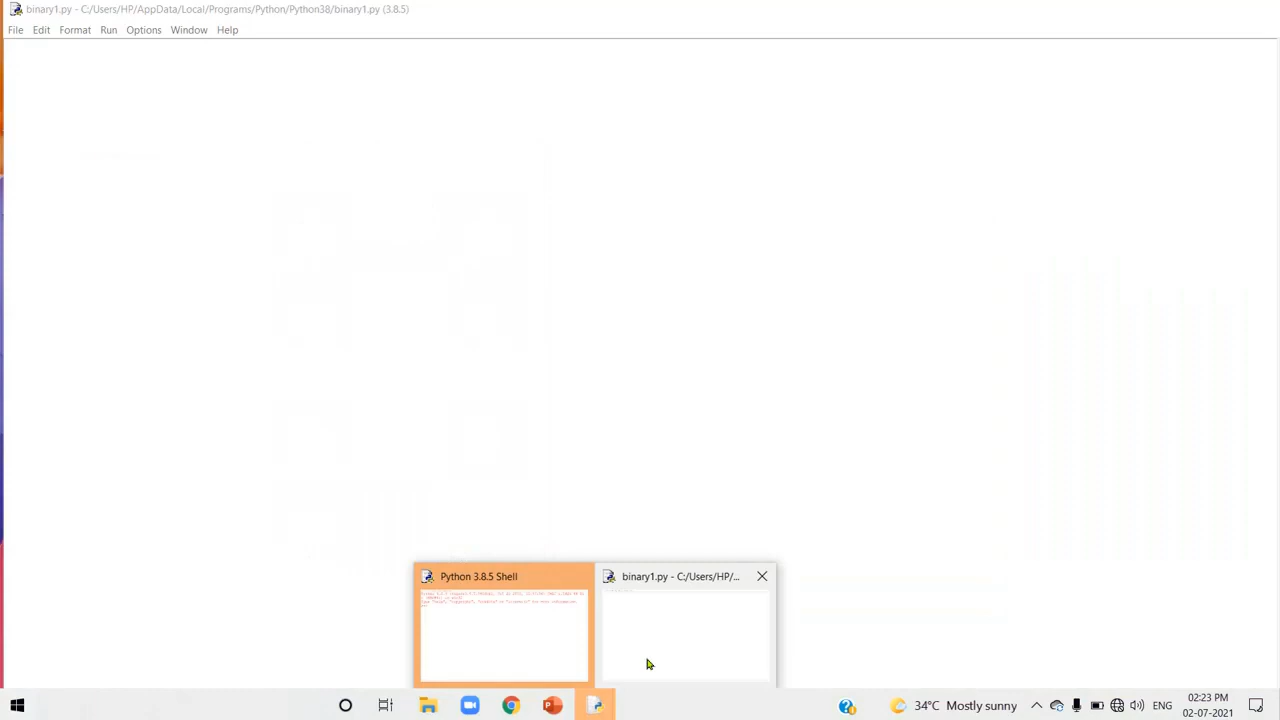 binary1.py - C:/Users/HP/AppData/Local/Programs/Python/Python38/binary1.py (3.8.5)
File Edit Format Run Options Window Help
Python 3.8.5 Shell
binary1.py - C:/Users/HP/...
34°C Mostly sunny
ENG
02:23 PM
02-07-2021